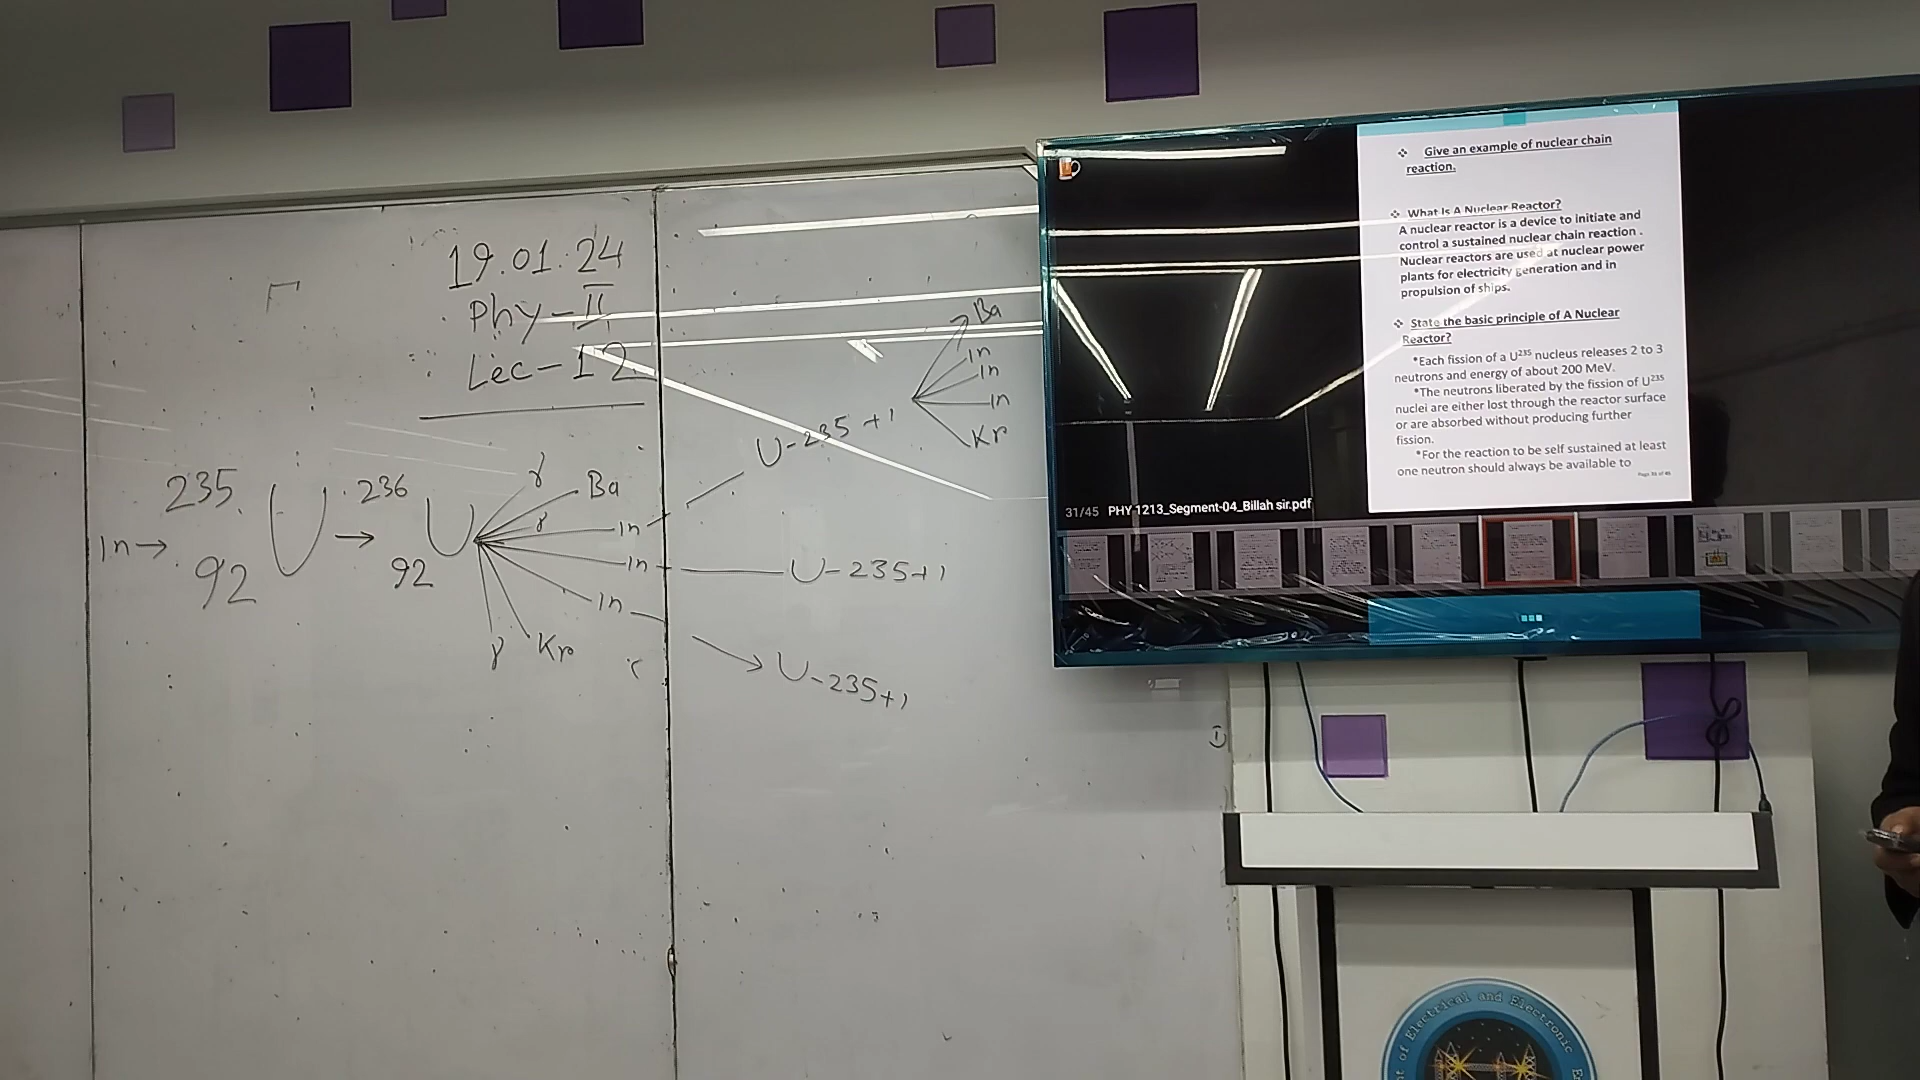 19.01.24
Phy-II
Lec-12
1n→ 235 92 U → 236 92 U
γ
Ba
γ
1n
1n
1n
Kr
γ
U-235+1
U-235+1
U-235+1
Ba
1n
1n
1n
Kr
❖ Give an example of nuclear chain
reaction.
❖ What Is A Nuclear Reactor?
A nuclear reactor is a device to initiate and
control a sustained nuclear chain reaction .
Nuclear reactors are used at nuclear power
plants for electricity generation and in
propulsion of ships.
❖ State the basic principle of A Nuclear
Reactor?
*Each fission of a U²³⁵ nucleus releases 2 to 3
neutrons and energy of about 200 MeV.
*The neutrons liberated by the fission of U²³⁵
nuclei are either lost through the reactor surface
or are absorbed without producing further
fission.
*For the reaction to be self sustained at least
one neutron should always be available to
31/45 PHY 1213_Segment-04_Billah sir.pdf
of Electrical and Electronic